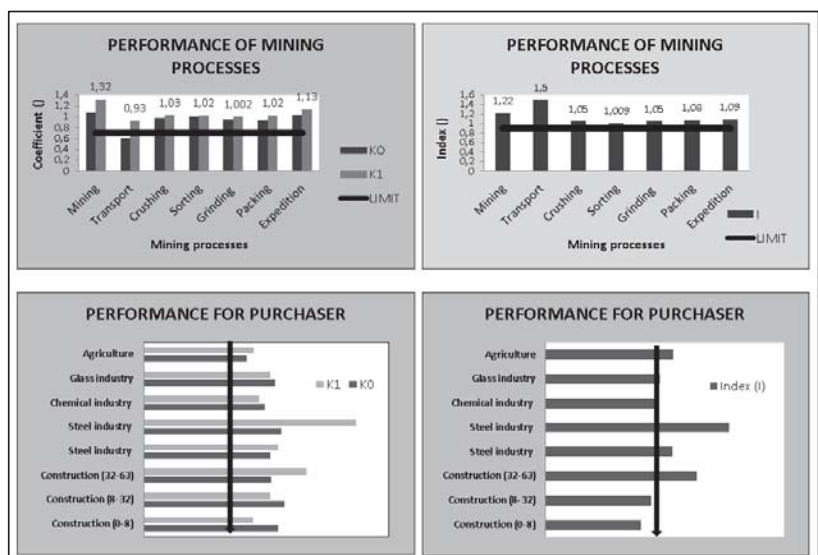 PERFORMANCE OF MINING
PROCESSES
Coefficient ()
1,4
1,2
1
0,8
0,6
0,4
0,2
0
1,32
0,93
1,03
1,02
1,002
1,02
1,13
Mining
Transport
Crushing
Sorting
Grinding
Packing
Expedition
Mining processes
K0
K1
LIMIT
PERFORMANCE OF MINING
PROCESSES
Index ()
1,6
1,4
1,2
1
0,8
0,6
0,4
0,2
0
1,22
1,5
1,05
1,009
1,05
1,08
1,09
Mining
Transport
Crushing
Sorting
Grinding
Packing
Expedition
Mining processes
I
LIMIT
PERFORMANCE FOR PURCHASER
Agriculture
Glass industry
Chemical industry
Steel industry
Steel industry
Construction (32-63)
Construction (8-32)
Construction (0-8)
K1 K0
PERFORMANCE FOR PURCHASER
Agriculture
Glass industry
Chemical industry
Steel industry
Steel industry
Construction (32-63)
Construction (8-32)
Construction (0-8)
Index (I)